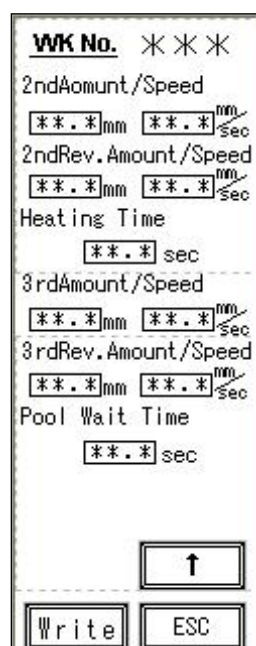 WK No. ***
2ndAomunt/Speed
**.*mm **.*mm/sec
2ndRev.Amount/Speed
**.*mm **.*mm/sec
Heating Time
**.* sec
3rdAmount/Speed
**.*mm **.*mm/sec
3rdRev.Amount/Speed
**.*mm **.*mm/sec
Pool Wait Time
**.* sec
↑
Write ESC